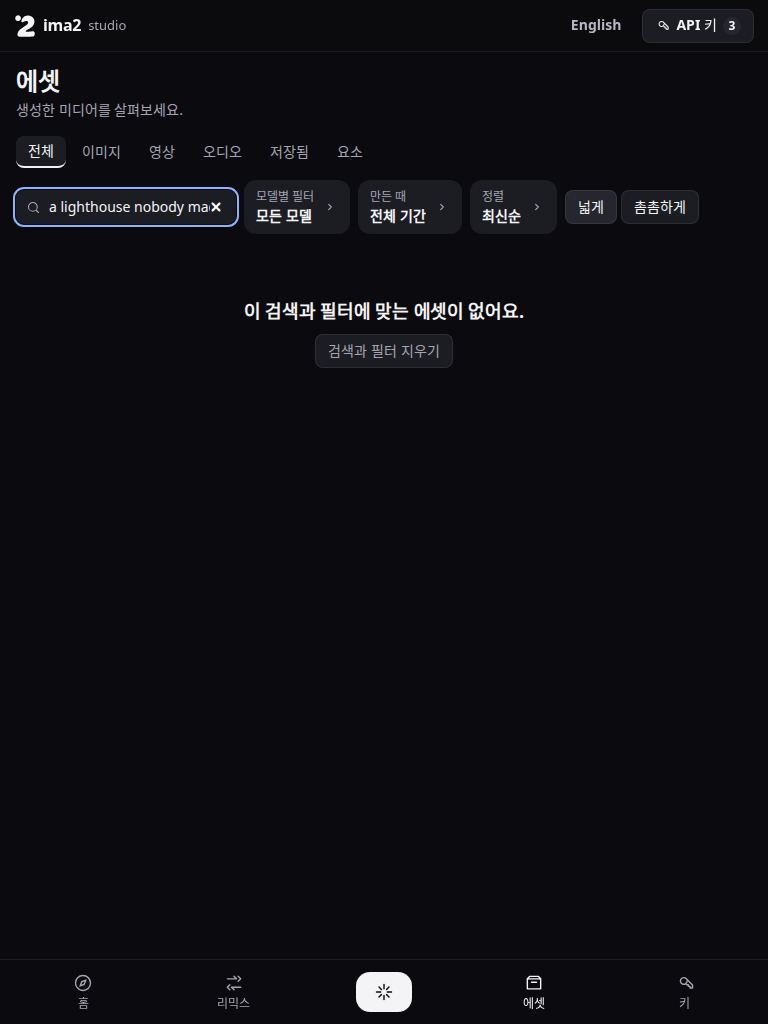 ima2 studio
English
API 키 3
에셋
생성한 미디어를 살펴보세요.
전체 이미지 영상 오디오 저장됨 요소
a lighthouse nobody ma
모델별 필터
모든 모델
만든 때
전체 기간
정렬
최신순
넓게
촘촘하게
이 검색과 필터에 맞는 에셋이 없어요.
검색과 필터 지우기
홈
리믹스
에셋
키